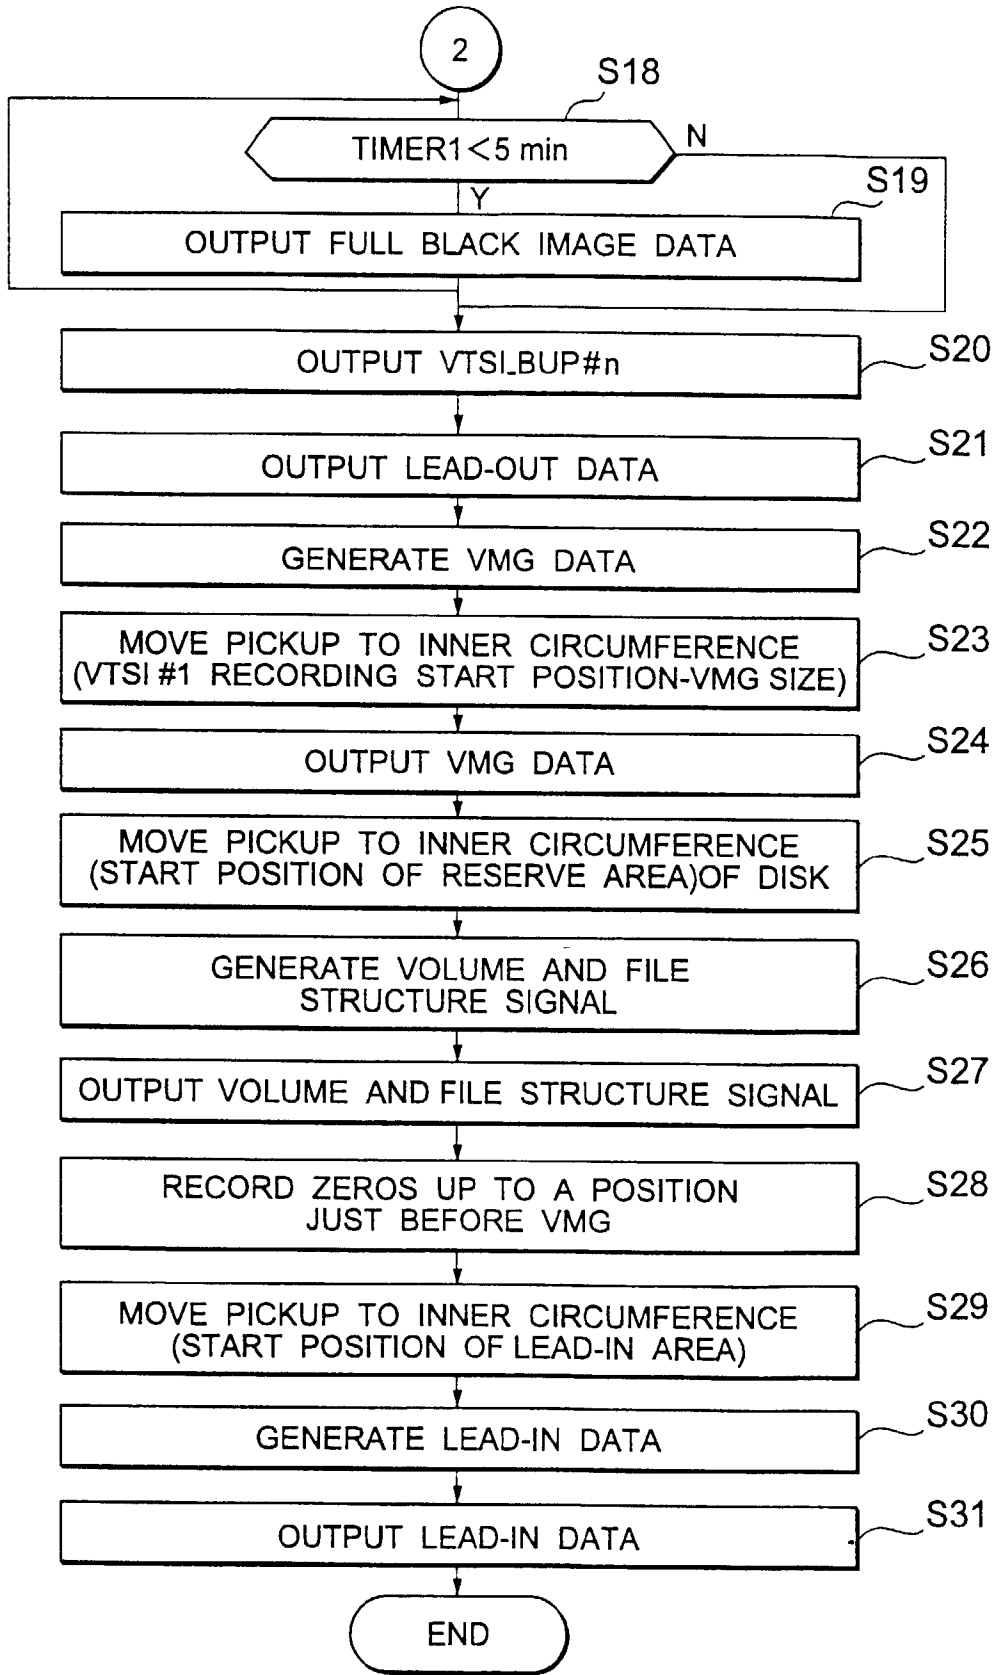 2
S18
TIMER1<5 min
N
Y
S19
OUTPUT FULL BLACK IMAGE DATA
S20
OUTPUT VTSI_BUP#n
S21
OUTPUT LEAD-OUT DATA
S22
GENERATE VMG DATA
S23
MOVE PICKUP TO INNER CIRCUMFERENCE
(VTSI #1 RECORDING START POSITION-VMG SIZE)
S24
OUTPUT VMG DATA
S25
MOVE PICKUP TO INNER CIRCUMFERENCE
(START POSITION OF RESERVE AREA)OF DISK
S26
GENERATE VOLUME AND FILE
STRUCTURE SIGNAL
S27
OUTPUT VOLUME AND FILE STRUCTURE SIGNAL
S28
RECORD ZEROS UP TO A POSITION
JUST BEFORE VMG
S29
MOVE PICKUP TO INNER CIRCUMFERENCE
(START POSITION OF LEAD-IN AREA)
S30
GENERATE LEAD-IN DATA
S31
OUTPUT LEAD-IN DATA
END